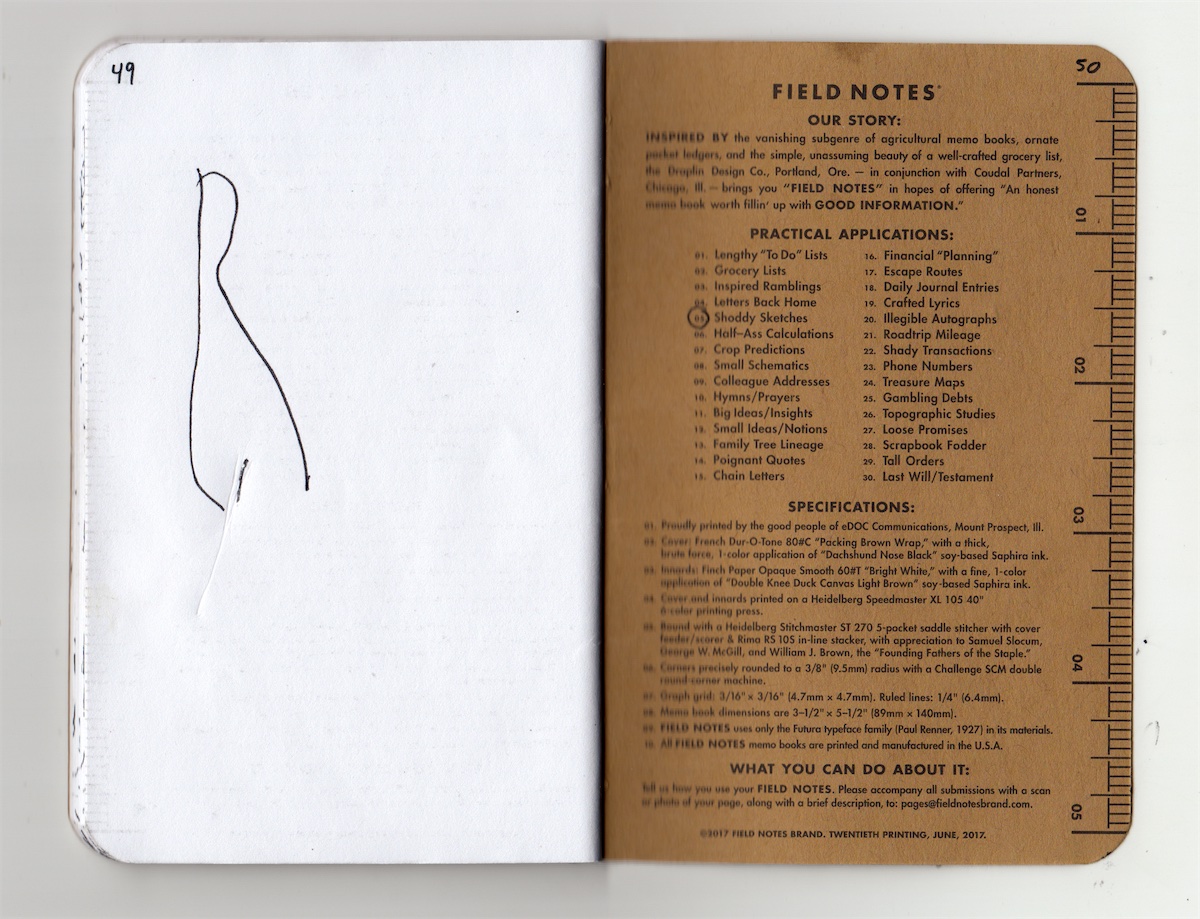 49
50
FIELD NOTES
OUR STORY:
INSPIRED BY the vanishing subgenre of agricultural memo books, ornate
pocket ledgers, and the simple, unassuming beauty of a well-crafted grocery list,
the Draplin Design Co., Portland, Ore. — in conjunction with Coudal Partners,
Chicago, Ill. — brings you "FIELD NOTES" in hopes of offering "An honest
memo book worth fillin' up with GOOD INFORMATION."
PRACTICAL APPLICATIONS:
01. Lengthy "To Do" Lists
02. Grocery Lists
03. Inspired Ramblings
04. Letters Back Home
05. Shoddy Sketches
06. Half-Ass Calculations
07. Crop Predictions
08. Small Schematics
09. Colleague Addresses
10. Hymns/Prayers
11. Big Ideas/Insights
12. Small Ideas/Notions
13. Family Tree Lineage
14. Poignant Quotes
15. Chain Letters
16. Financial "Planning"
17. Escape Routes
18. Daily Journal Entries
19. Crafted Lyrics
20. Illegible Autographs
21. Roadtrip Mileage
22. Shady Transactions
23. Phone Numbers
24. Treasure Maps
25. Gambling Debts
26. Topographic Studies
27. Loose Promises
28. Scrapbook Fodder
29. Tall Orders
30. Last Will/Testament
SPECIFICATIONS:
01. Proudly printed by the good people of eDOC Communications, Mount Prospect, Ill.
02. Cover: French Dur-O-Tone 80#C "Packing Brown Wrap," with a thick,
brute force, 1-color application of "Dachshund Nose Black" soy-based Saphira ink.
03. Innards: Finch Paper Opaque Smooth 60#T "Bright White," with a fine, 1-color
application of "Double Knee Duck Canvas Light Brown" soy-based Saphira ink.
04. Cover and innards printed on a Heidelberg Speedmaster XL 105 40"
6-color printing press.
05. Bound with a Heidelberg Stitchmaster ST 270 5-pocket saddle stitcher with cover
feeder/scorer & Rima RS 10S in-line stacker, with appreciation to Samuel Slocum,
George W. McGill, and William J. Brown, the "Founding Fathers of the Staple."
06. Corners precisely rounded to a 3/8" (9.5mm) radius with a Challenge SCM double
round-corner machine.
07. Graph grid: 3/16" × 3/16" (4.7mm × 4.7mm). Ruled lines: 1/4" (6.4mm).
08. Memo book dimensions are 3–1/2" × 5–1/2" (89mm × 140mm).
09. FIELD NOTES uses only the Futura typeface family (Paul Renner, 1927) in its materials.
10. All FIELD NOTES memo books are printed and manufactured in the U.S.A.
WHAT YOU CAN DO ABOUT IT:
Tell us how you use your FIELD NOTES. Please accompany all submissions with a scan
or photo of your page, along with a brief description, to: pages@fieldnotesbrand.com.
©2017 FIELD NOTES BRAND. TWENTIETH PRINTING, JUNE, 2017.
01
02
03
04
05